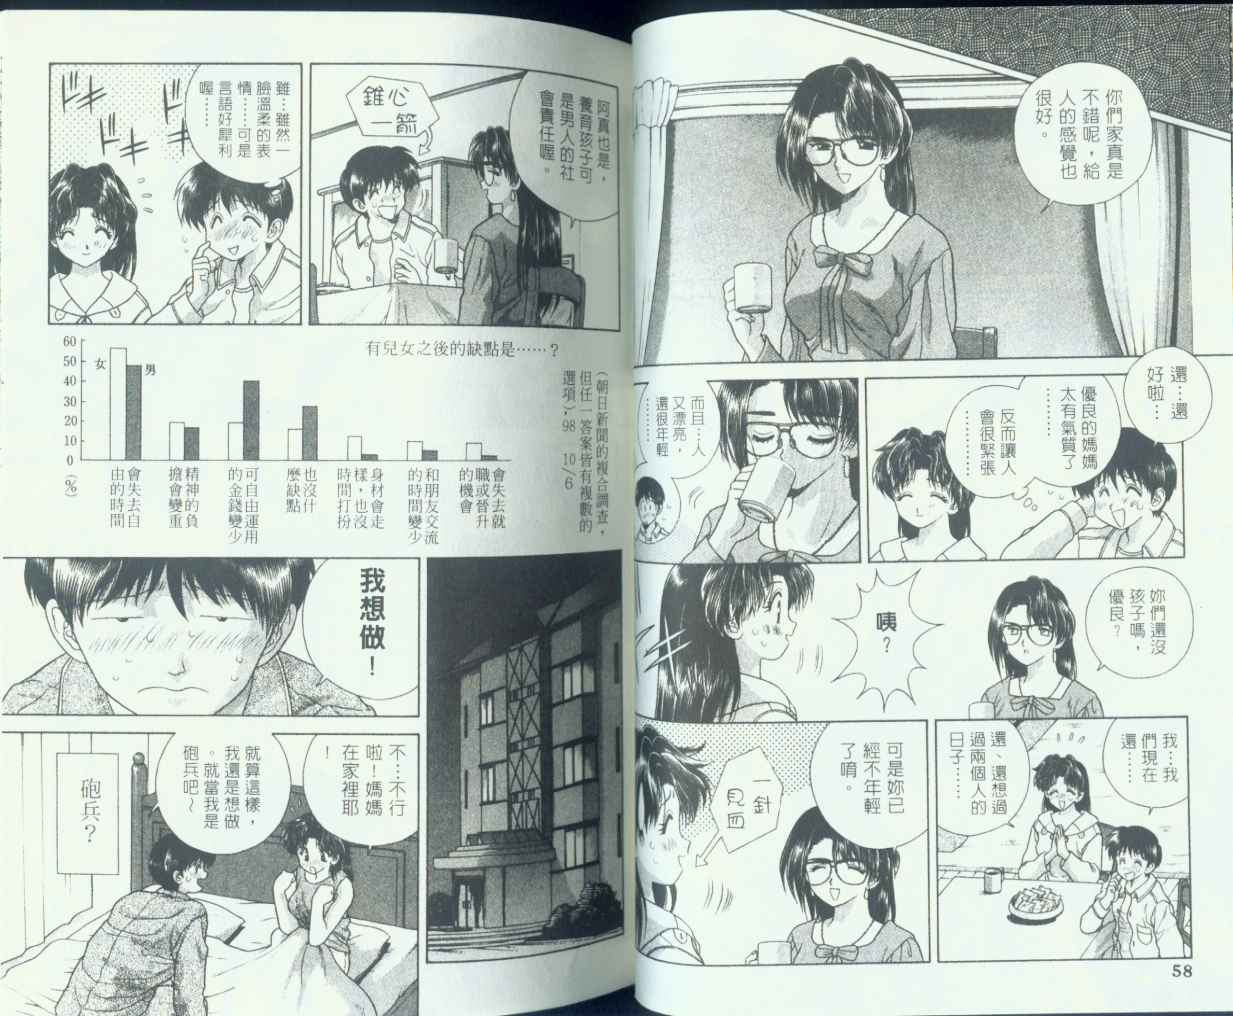 你們家真是
不錯呢，給
人的感覺也
很好。
還…還
好啦…
優良的媽媽
太有氣質了
………
反而讓人
會很緊張
………
而且…人
又漂亮，
還很年輕
………
妳們還沒
孩子嗎，
優良？
咦？
我…我
們現在
還…
還、還想過
過兩個人的
日子……
可是妳已
經不年輕
了唷。
一針
見血
58
阿真也是，
養育孩子可
是男人的社
會責任喔。
錐心
一箭
雖…雖然一
臉溫柔的表
情…可是
言語好犀利
喔……
ドキ
ドキ
ドキ
ドキ
有兒女之後的缺點是……？
（朝日新聞的複合調查，
但任一答案皆有複數的
選項），98 10/6
60
50
40
30
20
10
0
（%）
女
男
會失去自
由的時間
精神的負
擔會變重
可自由運用
的金錢變少
也沒什
麼缺點
身材會走
樣，也沒
時間打扮
和朋友交流
的時間變少
會失去就
職或晉升
的機會
我想做！
不…不行
啦！媽媽
在家裡耶
！
就算這樣，
我還是想做
。就當我是
砲兵吧～
砲兵？